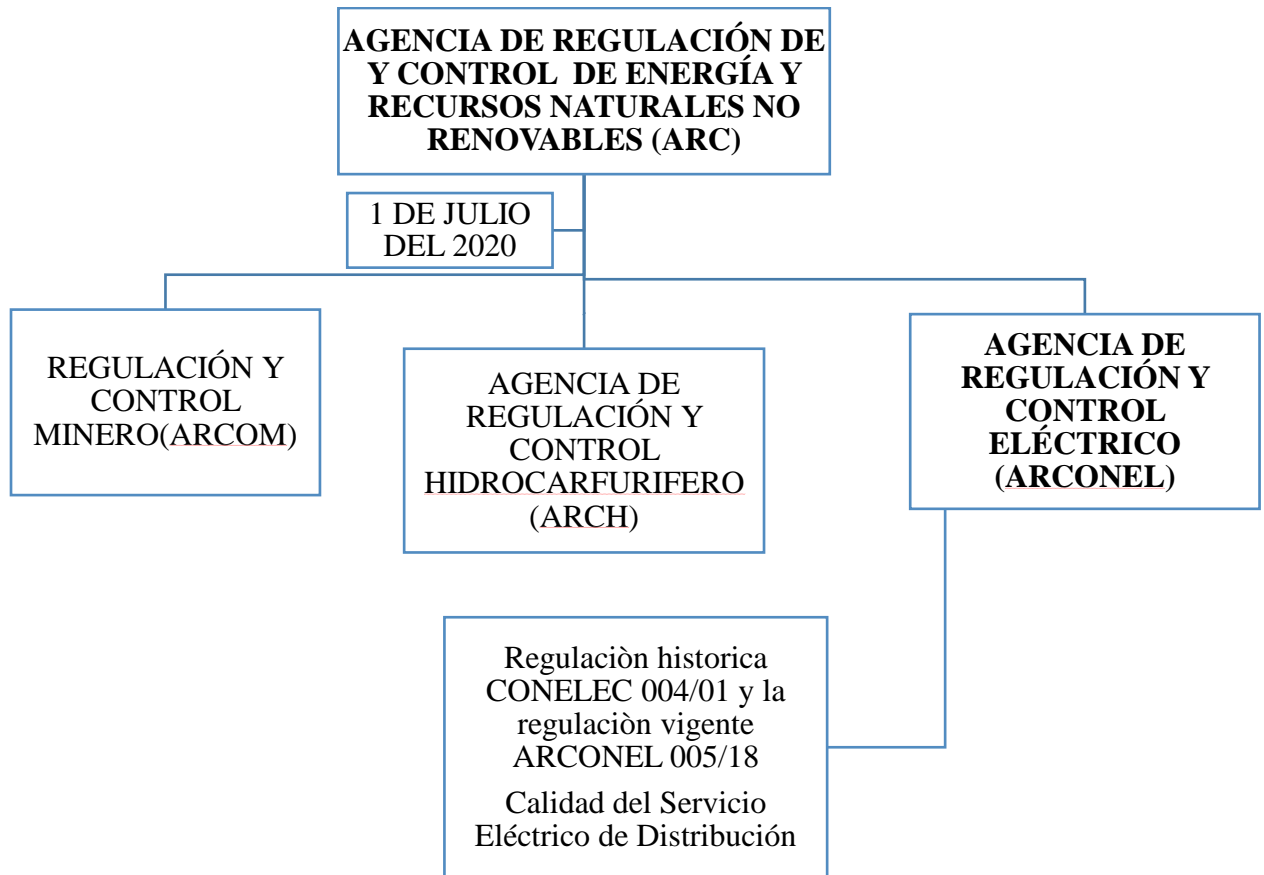 AGENCIA DE REGULACIÓN DE
Y CONTROL DE ENERGÍA Y
RECURSOS NATURALES NO
RENOVABLES (ARC)
1 DE JULIO
DEL 2020
REGULACIÓN Y
CONTROL
MINERO(ARCOM)
AGENCIA DE
REGULACIÓN Y
CONTROL
HIDROCARFURIFERO
(ARCH)
AGENCIA DE
REGULACIÓN Y
CONTROL
ELÉCTRICO
(ARCONEL)
Regulaciòn historica
CONELEC 004/01 y la
regulaciòn vigente
ARCONEL 005/18
Calidad del Servicio
Eléctrico de Distribución